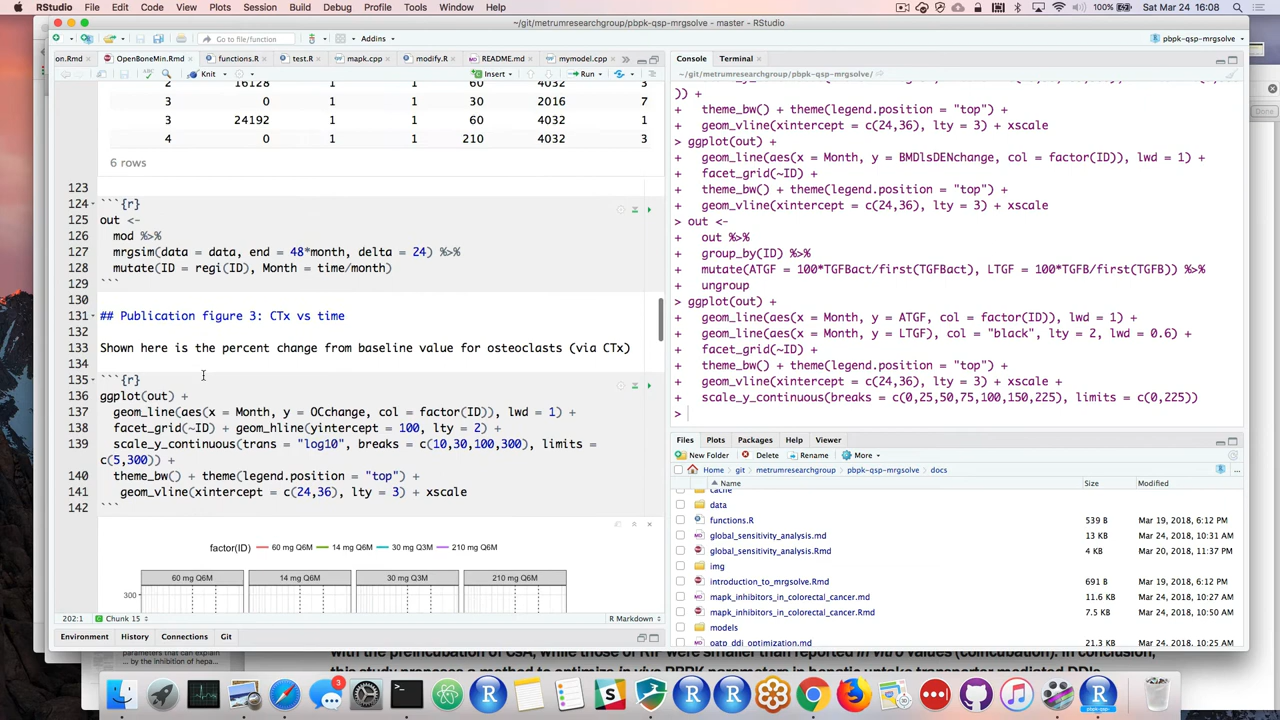 RStudio File Edit Code View Plots Session Build Debug Profile Tools Window Help
100% Sat Mar 24 16:08
~/git/metrumresearchgroup/pbpk-qsp-mrgsolve - master - RStudio
Go to file/function Addins pbpk-qsp-mrgsolve
on.Rmd OpenBoneMin.Rmd functions.R test.R mapk.cpp modify.R README.md mymodel.cpp
Knit Insert Run
2 16128 1 1 60 4032 3
3 0 1 1 30 2016 7
3 24192 1 1 60 4032 1
4 0 1 1 210 4032 3
6 rows
123
124 ```{r}
125 out <-
126 mod %>%
127 mrgsim(data = data, end = 48*month, delta = 24) %>%
128 mutate(ID = regi(ID), Month = time/month)
129 ```
130
131 ## Publication figure 3: CTx vs time
132
133 Shown here is the percent change from baseline value for osteoclasts (via CTx)
134
135 ```{r}
136 ggplot(out) +
137 geom_line(aes(x = Month, y = OCchange, col = factor(ID)), lwd = 1) +
138 facet_grid(~ID) + geom_hline(yintercept = 100, lty = 2) +
139 scale_y_continuous(trans = "log10", breaks = c(10,30,100,300), limits =
c(5,300)) +
140 theme_bw() + theme(legend.position = "top") +
141 geom_vline(xintercept = c(24,36), lty = 3) + xscale
142 ```
factor(ID) 60 mg Q6M 14 mg Q6M 30 mg Q3M 210 mg Q6M
60 mg Q6M 14 mg Q6M 30 mg Q3M 210 mg Q6M
300
202:1 Chunk 15 R Markdown
Environment History Connections Git
Console Terminal
~/git/metrumresearchgroup/pbpk-qsp-mrgsolve/
)) +
+ theme_bw() + theme(legend.position = "top") +
+ geom_vline(xintercept = c(24,36), lty = 3) + xscale
> ggplot(out) +
+ geom_line(aes(x = Month, y = BMDlsDENchange, col = factor(ID)), lwd = 1) +
+ facet_grid(~ID) +
+ theme_bw() + theme(legend.position = "top") +
+ geom_vline(xintercept = c(24,36), lty = 3) + xscale
> out <-
+ out %>%
+ group_by(ID) %>%
+ mutate(ATGF = 100*TGFBact/first(TGFBact), LTGF = 100*TGFB/first(TGFB)) %>%
+ ungroup
> ggplot(out) +
+ geom_line(aes(x = Month, y = ATGF, col = factor(ID)), lwd = 1) +
+ geom_line(aes(x = Month, y = LTGF), col = "black", lty = 2, lwd = 0.6) +
+ facet_grid(~ID) +
+ theme_bw() + theme(legend.position = "top") +
+ geom_vline(xintercept = c(24,36), lty = 3) + xscale +
+ scale_y_continuous(breaks = c(0,25,50,75,100,150,225), limits = c(0,225))
>
Files Plots Packages Help Viewer
New Folder Delete Rename More
Home git metrumresearchgroup pbpk-qsp-mrgsolve docs ...
Name Size Modified
cache
data
functions.R 539 B Mar 19, 2018, 6:12 PM
global_sensitivity_analysis.md 13 KB Mar 24, 2018, 10:31 AM
global_sensitivity_analysis.Rmd 4 KB Mar 20, 2018, 11:37 PM
img
introduction_to_mrgsolve.Rmd 691 B Mar 19, 2018, 6:12 PM
mapk_inhibitors_in_colorectal_cancer.md 11.6 KB Mar 24, 2018, 10:27 AM
mapk_inhibitors_in_colorectal_cancer.Rmd 7.5 KB Mar 24, 2018, 10:50 AM
models
oatp_ddi_optimization.md 21.3 KB Mar 24, 2018, 10:25 AM
Done
parameters that can explain
by the inhibition of hepa...
3